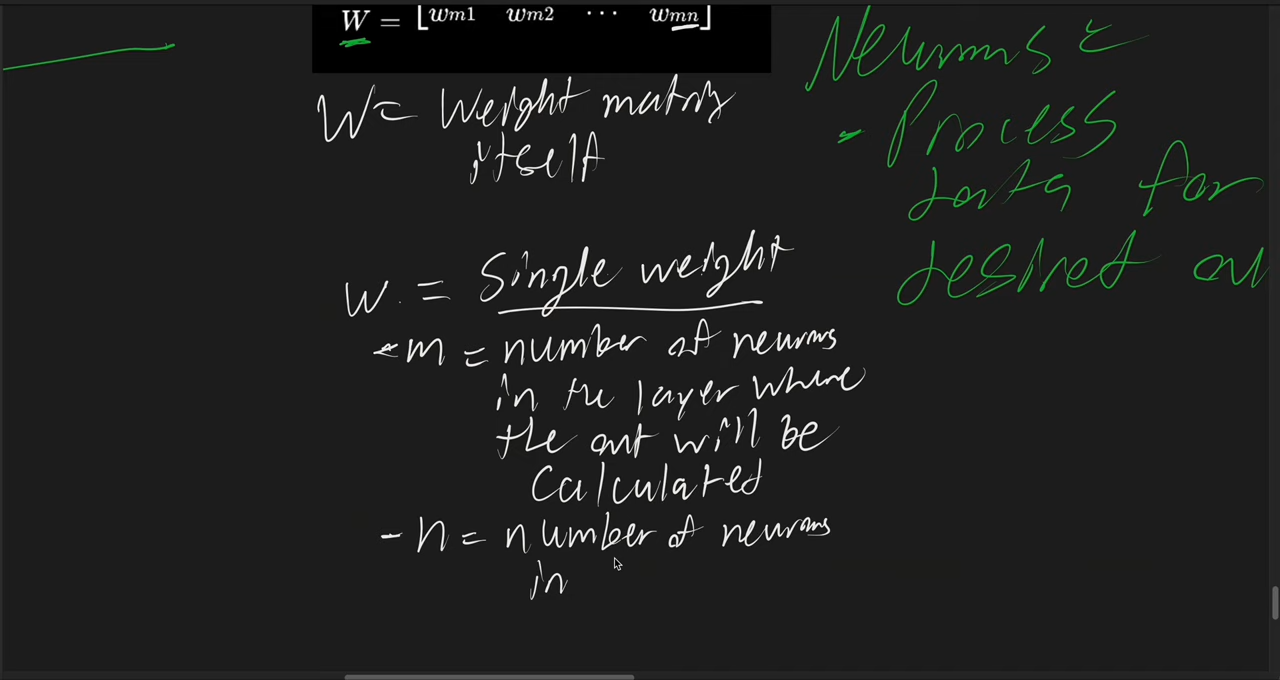 W = [wm1 wm2 ··· wmn]
W = Weight matrix
itself
w = Single weight
- m = number of neurons
in the layer where
the out will be
Calculated
- n = number of neurons
in
Neurons =
- Process
data for
desired ou